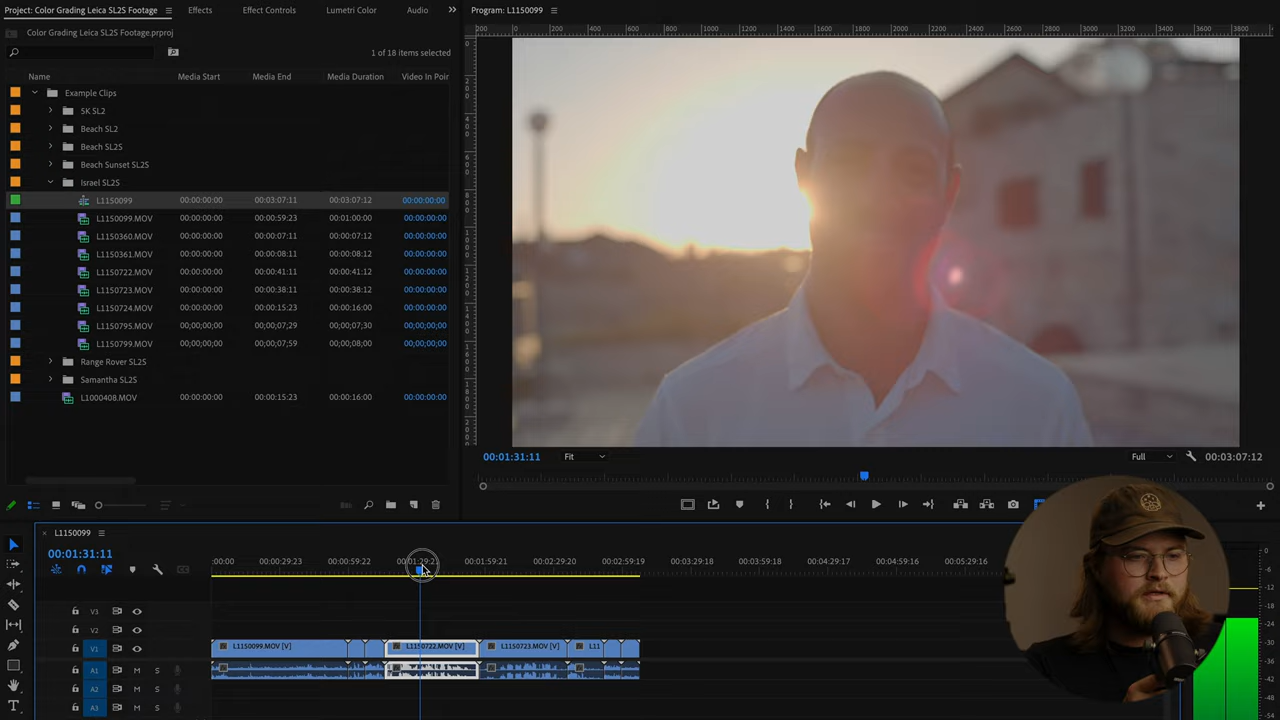 Project: Color Grading Leica SL2S Footage
Effects
Effect Controls
Lumetri Color
Audio
Program: L1150099
Color Grading Leica SL2S Footage.prproj
1 of 18 items selected
Name Media Start Media End Media Duration Video In Poin
Example Clips
SK SL2
Beach SL2
Beach SL2S
Beach Sunset SL2S
Israel SL2S
L1150099 00:00:00:00 00:03:07:11 00:03:07:12 00:00:00:00
L1150099.MOV 00:00:00:00 00:00:59:23 00:01:00:00 00:00:00:00
L1150360.MOV 00:00:00:00 00:00:07:11 00:00:07:12 00:00:00:00
L1150361.MOV 00:00:00:00 00:00:08:11 00:00:08:12 00:00:00:00
L1150722.MOV 00:00:00:00 00:00:41:11 00:00:41:12 00:00:00:00
L1150723.MOV 00:00:00:00 00:00:38:11 00:00:38:12 00:00:00:00
L1150724.MOV 00:00:00:00 00:00:15:23 00:00:16:00 00:00:00:00
L1150795.MOV 00;00;00;00 00;00;07;29 00;00;07;30 00;00;00;00
L1150799.MOV 00;00;00;00 00;00;07;59 00;00;08;00 00;00;00;00
Range Rover SL2S
Samantha SL2S
L1000408.MOV 00:00:00:00 00:00:15:23 00:00:16:00 00:00:00:00
200 0 200 400 600 800 1000 1200 1400 1600 1800 2000 2200 2400 2600 2800 3000 3200 3400 3600 3800
00:01:31:11 Fit Full 00:03:07:12
L1150099
00:01:31:11
:00:00 00:00:29:23 00:00:59:22 00:01:59:21 00:02:29:20 00:02:59:19 00:03:29:18 00:03:59:18 00:04:29:17 00:04:59:16 00:05:29:16
V3
V2
V1 L1150099.MOV [V] L1150722.MOV [V] L1150723.MOV [V] L11
A1 M S
A2 M S
A3 M S
0
-6
-12
-18
-24
-30
-36
-42
-48
-54